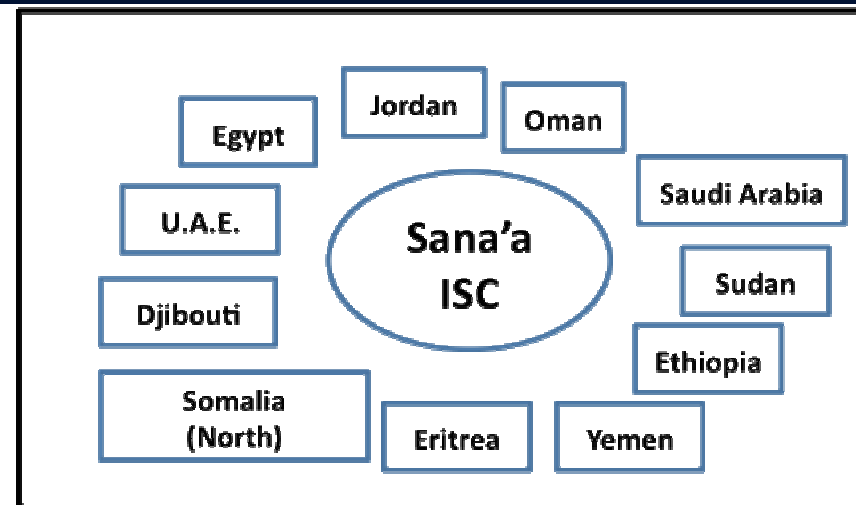 Jordan
Oman
Egypt
Saudi Arabia
U.A.E.
Sana’a
ISC
Sudan
Djibouti
Ethiopia
Somalia
(North)
Eritrea
Yemen